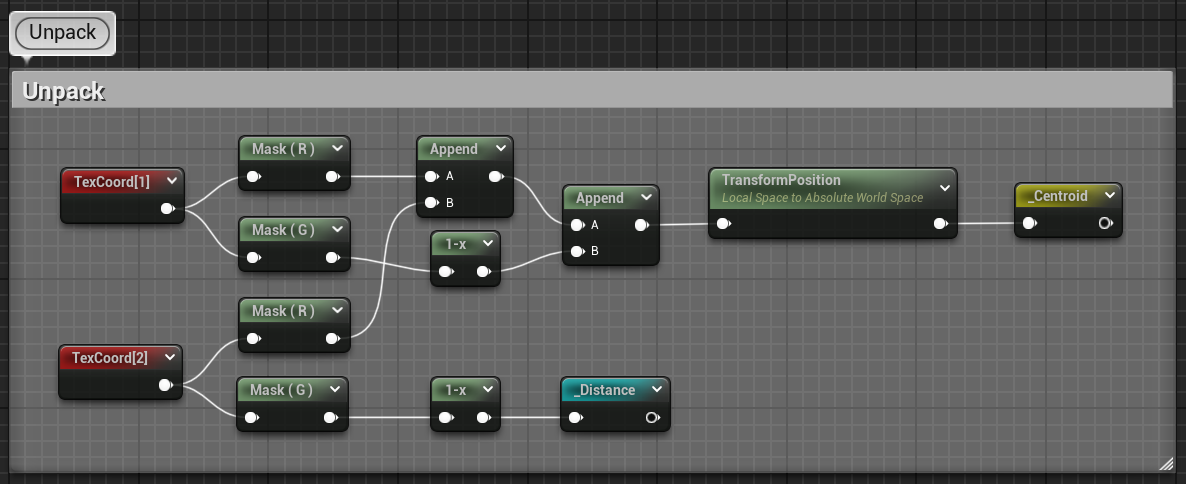 Unpack
Unpack
TexCoord[1]
Mask ( R )
Append
A
B
Mask ( G )
1-x
Append
A
B
TransformPosition
Local Space to Absolute World Space
_Centroid
Mask ( R )
TexCoord[2]
Mask ( G )
1-x
_Distance